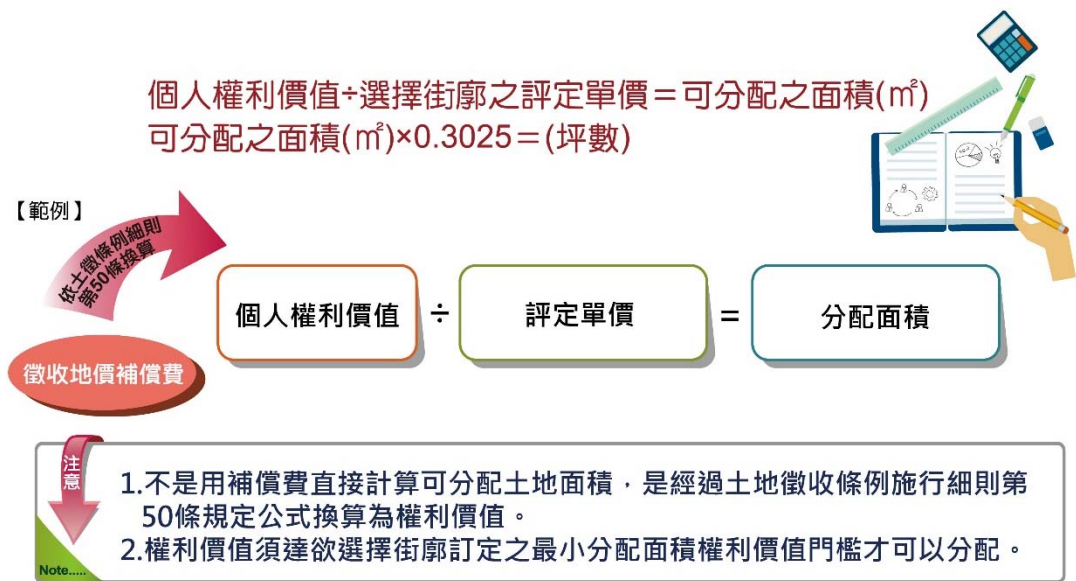 個人權利價值÷選擇街廓之評定單價＝可分配之面積(㎡)
可分配之面積(㎡)×0.3025＝(坪數)
【範例】
依土徵條例細則
第50條換算
徵收地價補償費
個人權利價值
÷
評定單價
=
分配面積
注意
1.不是用補償費直接計算可分配土地面積，是經過土地徵收條例施行細則第
50條規定公式換算為權利價值。
2.權利價值須達欲選擇街廓訂定之最小分配面積權利價值門檻才可以分配。
Note.....